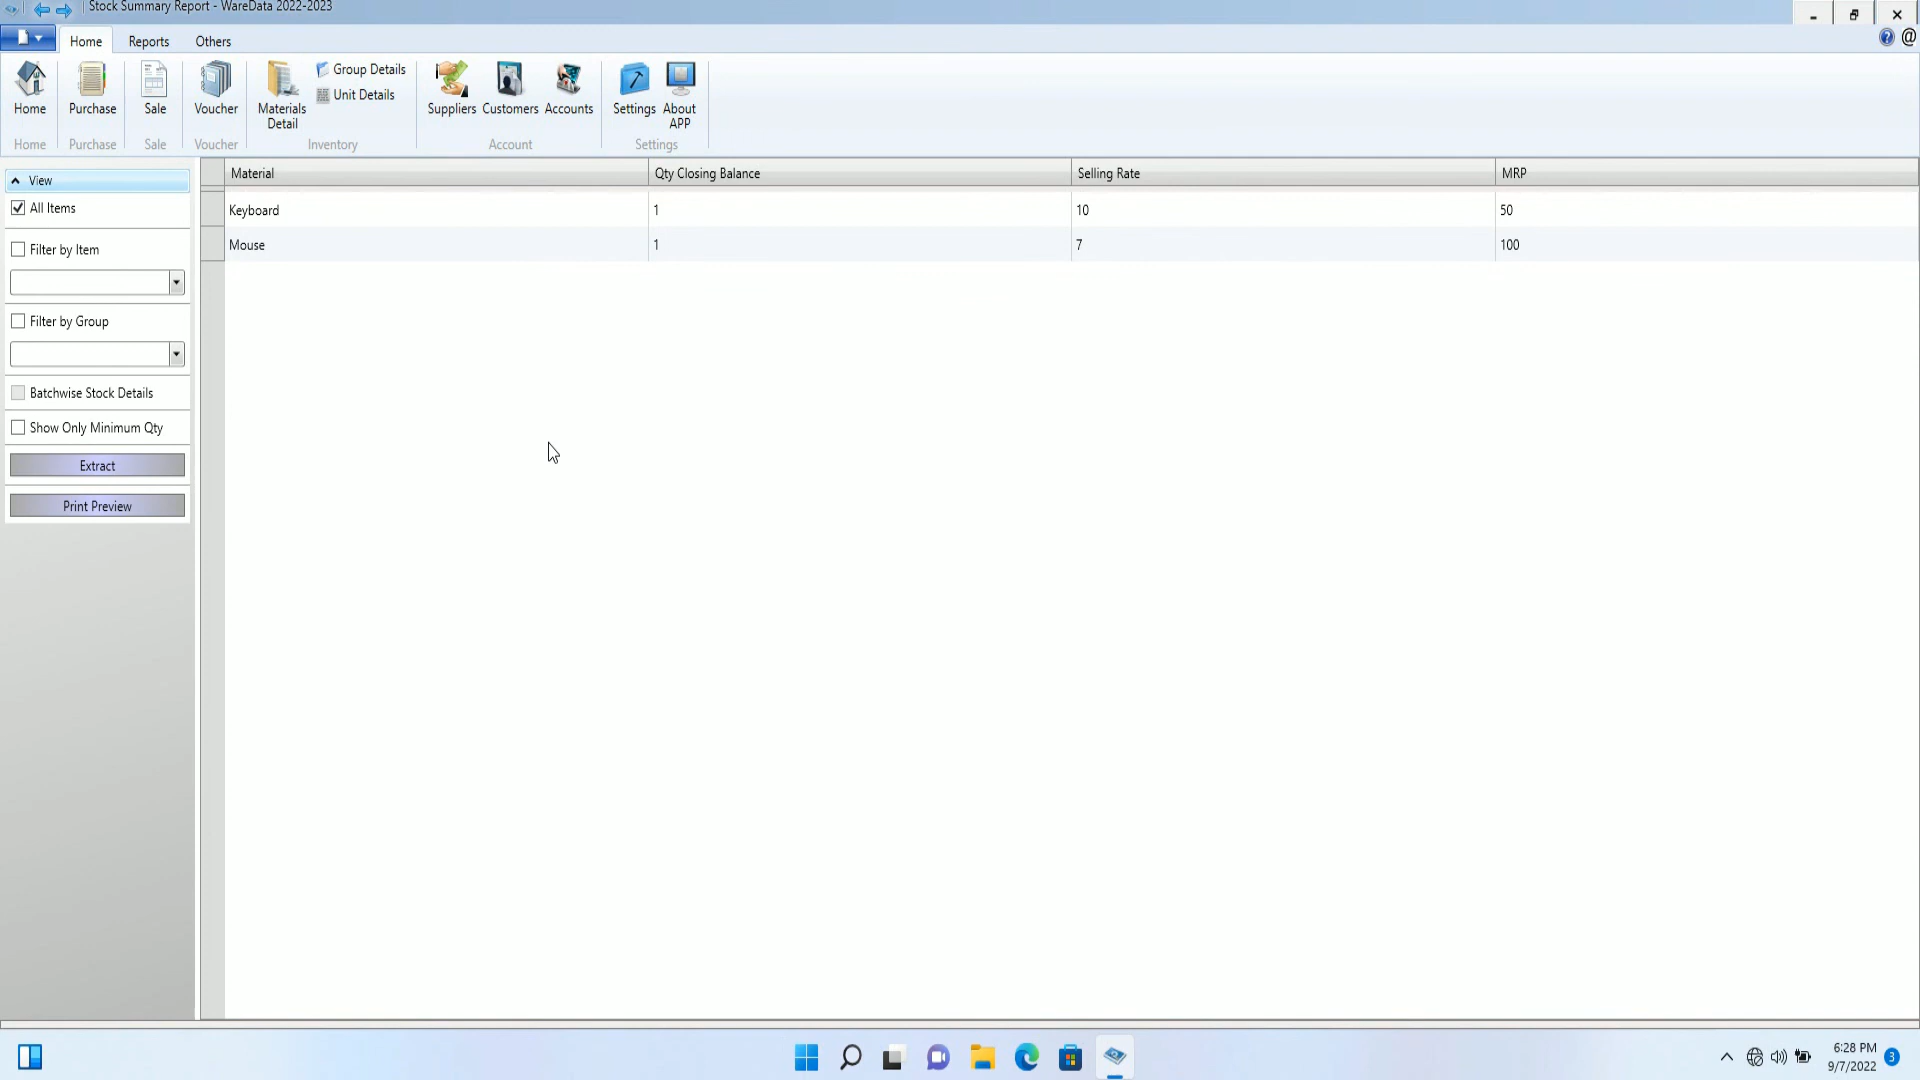 Stock Summary Report - WareData 2022-2023
Home Reports Others
Home Purchase Sale Voucher Materials Detail Group Details Unit Details Suppliers Customers Accounts Settings About APP
Home Purchase Sale Voucher Inventory Account Settings
View
All Items
Filter by Item
Filter by Group
Batchwise Stock Details
Show Only Minimum Qty
Extract
Print Preview
Material Qty Closing Balance Selling Rate MRP
Keyboard 1 10 50
Mouse 1 7 100
6:28 PM
9/7/2022
3